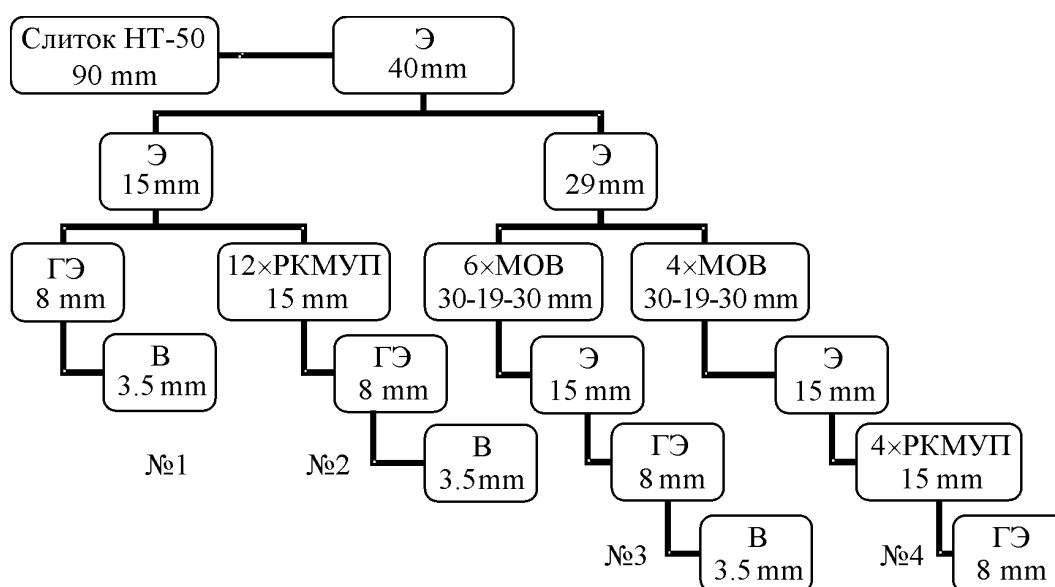 Слиток НТ-50
90 mm
Э
40mm
Э
15mm
Э
29mm
ГЭ
8 mm
12×РКМУП
15 mm
6×МОВ
30-19-30 mm
4×МОВ
30-19-30 mm
В
3.5 mm
ГЭ
8 mm
Э
15 mm
Э
15 mm
№1
№2
В
3.5mm
ГЭ
8 mm
4×РКМУП
15 mm
№3
В
3.5 mm
№4
ГЭ
8 mm